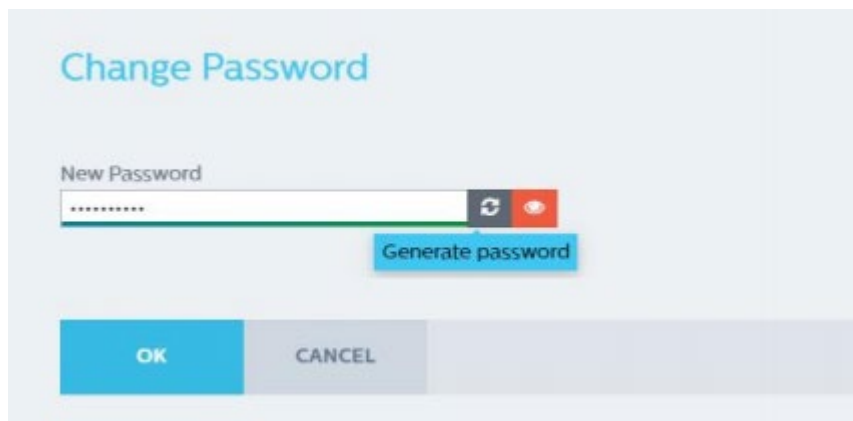 Change Password
New Password
..........
Generate password
OK
CANCEL